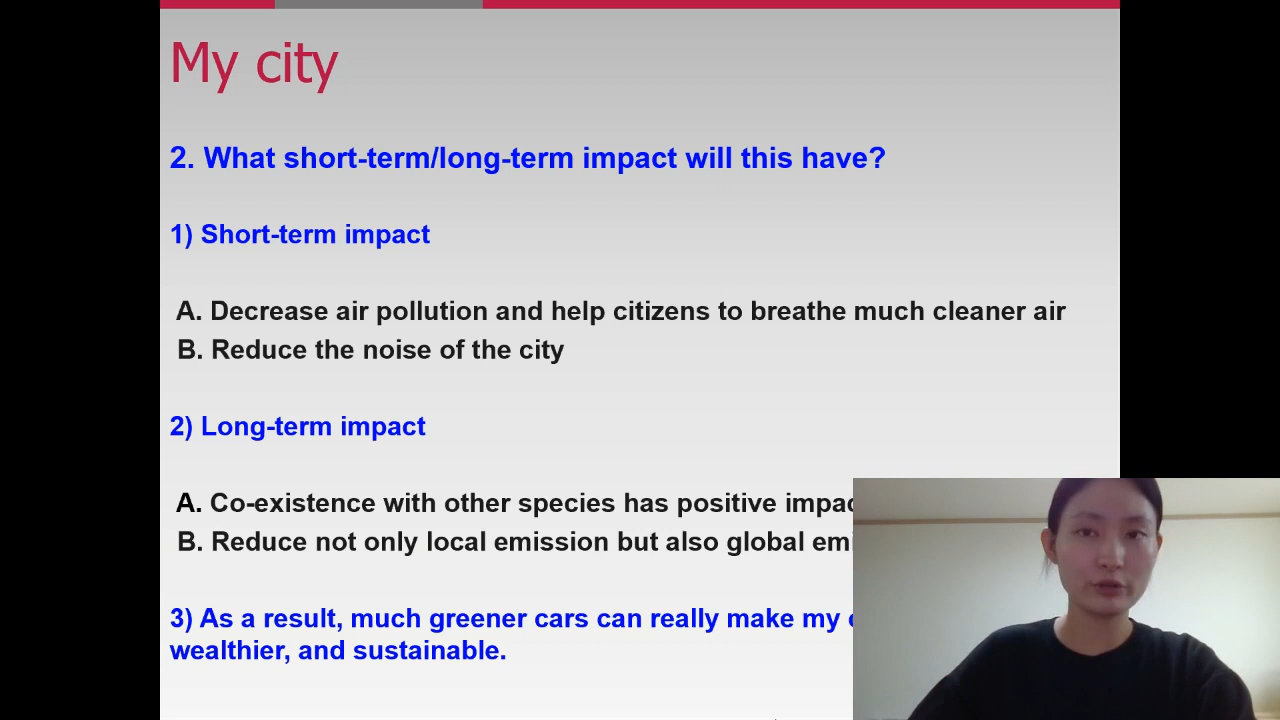 My city
2. What short-term/long-term impact will this have?
1) Short-term impact
A. Decrease air pollution and help citizens to breathe much cleaner air
B. Reduce the noise of the city
2) Long-term impact
A. Co-existence with other species has positive
B. Reduce not only local emission but also global
3) As a result, much greener cars can really make my
wealthier, and sustainable.